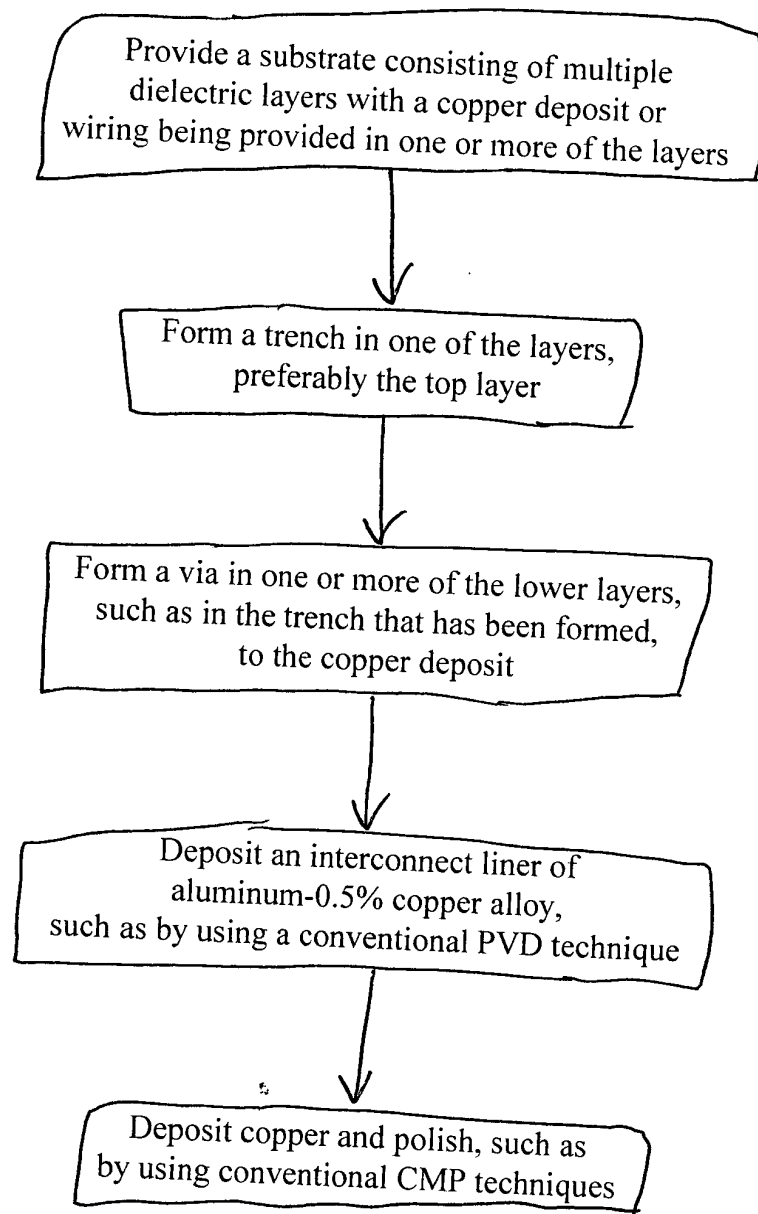 Provide a substrate consisting of multiple
dielectric layers with a copper deposit or
wiring being provided in one or more of the layers
Form a trench in one of the layers,
preferably the top layer
Form a via in one or more of the lower layers,
such as in the trench that has been formed,
to the copper deposit
Deposit an interconnect liner of
aluminum-0.5% copper alloy,
such as by using a conventional PVD technique
Deposit copper and polish, such as
by using conventional CMP techniques